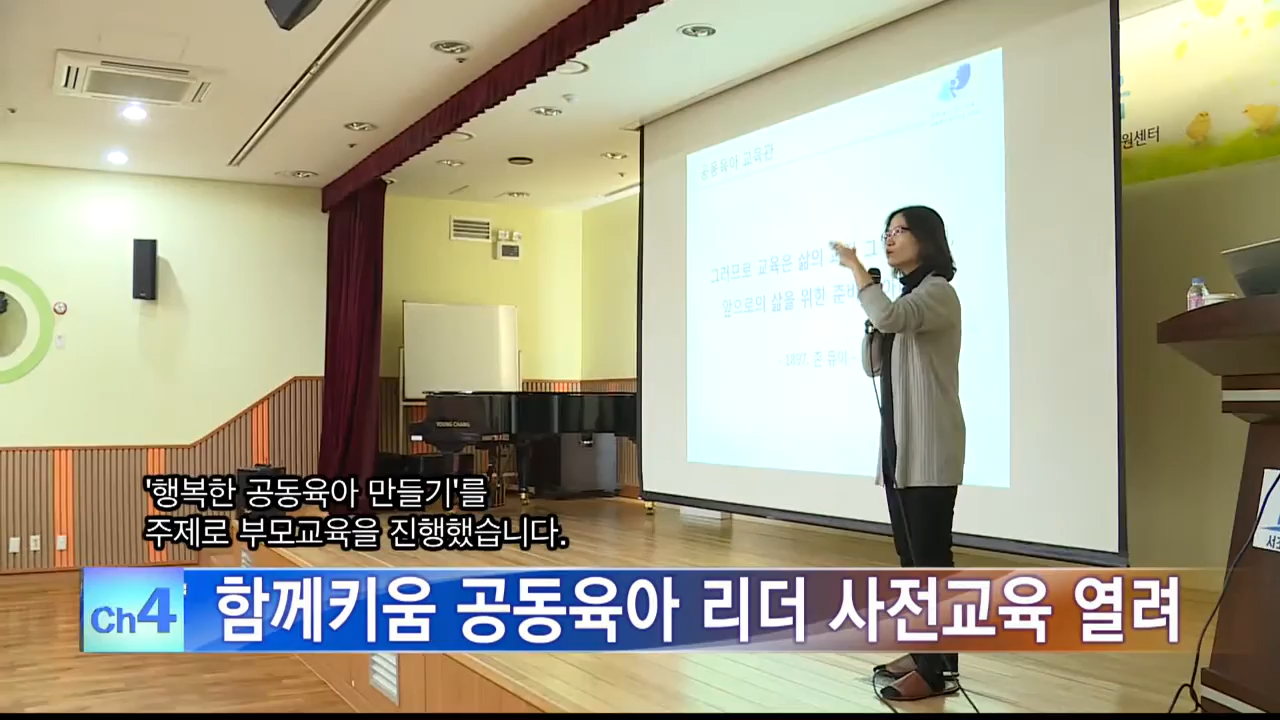 원센터
공동육아 교육관
그러므로 교육은 삶의
앞으로의 삶을 위한 준비
1897.
YOUNG CHANG
'행복한 공동육아 만들기'를
주제로 부모교육을 진행했습니다.
Ch4 함께키움 공동육아 리더 사전교육 열려